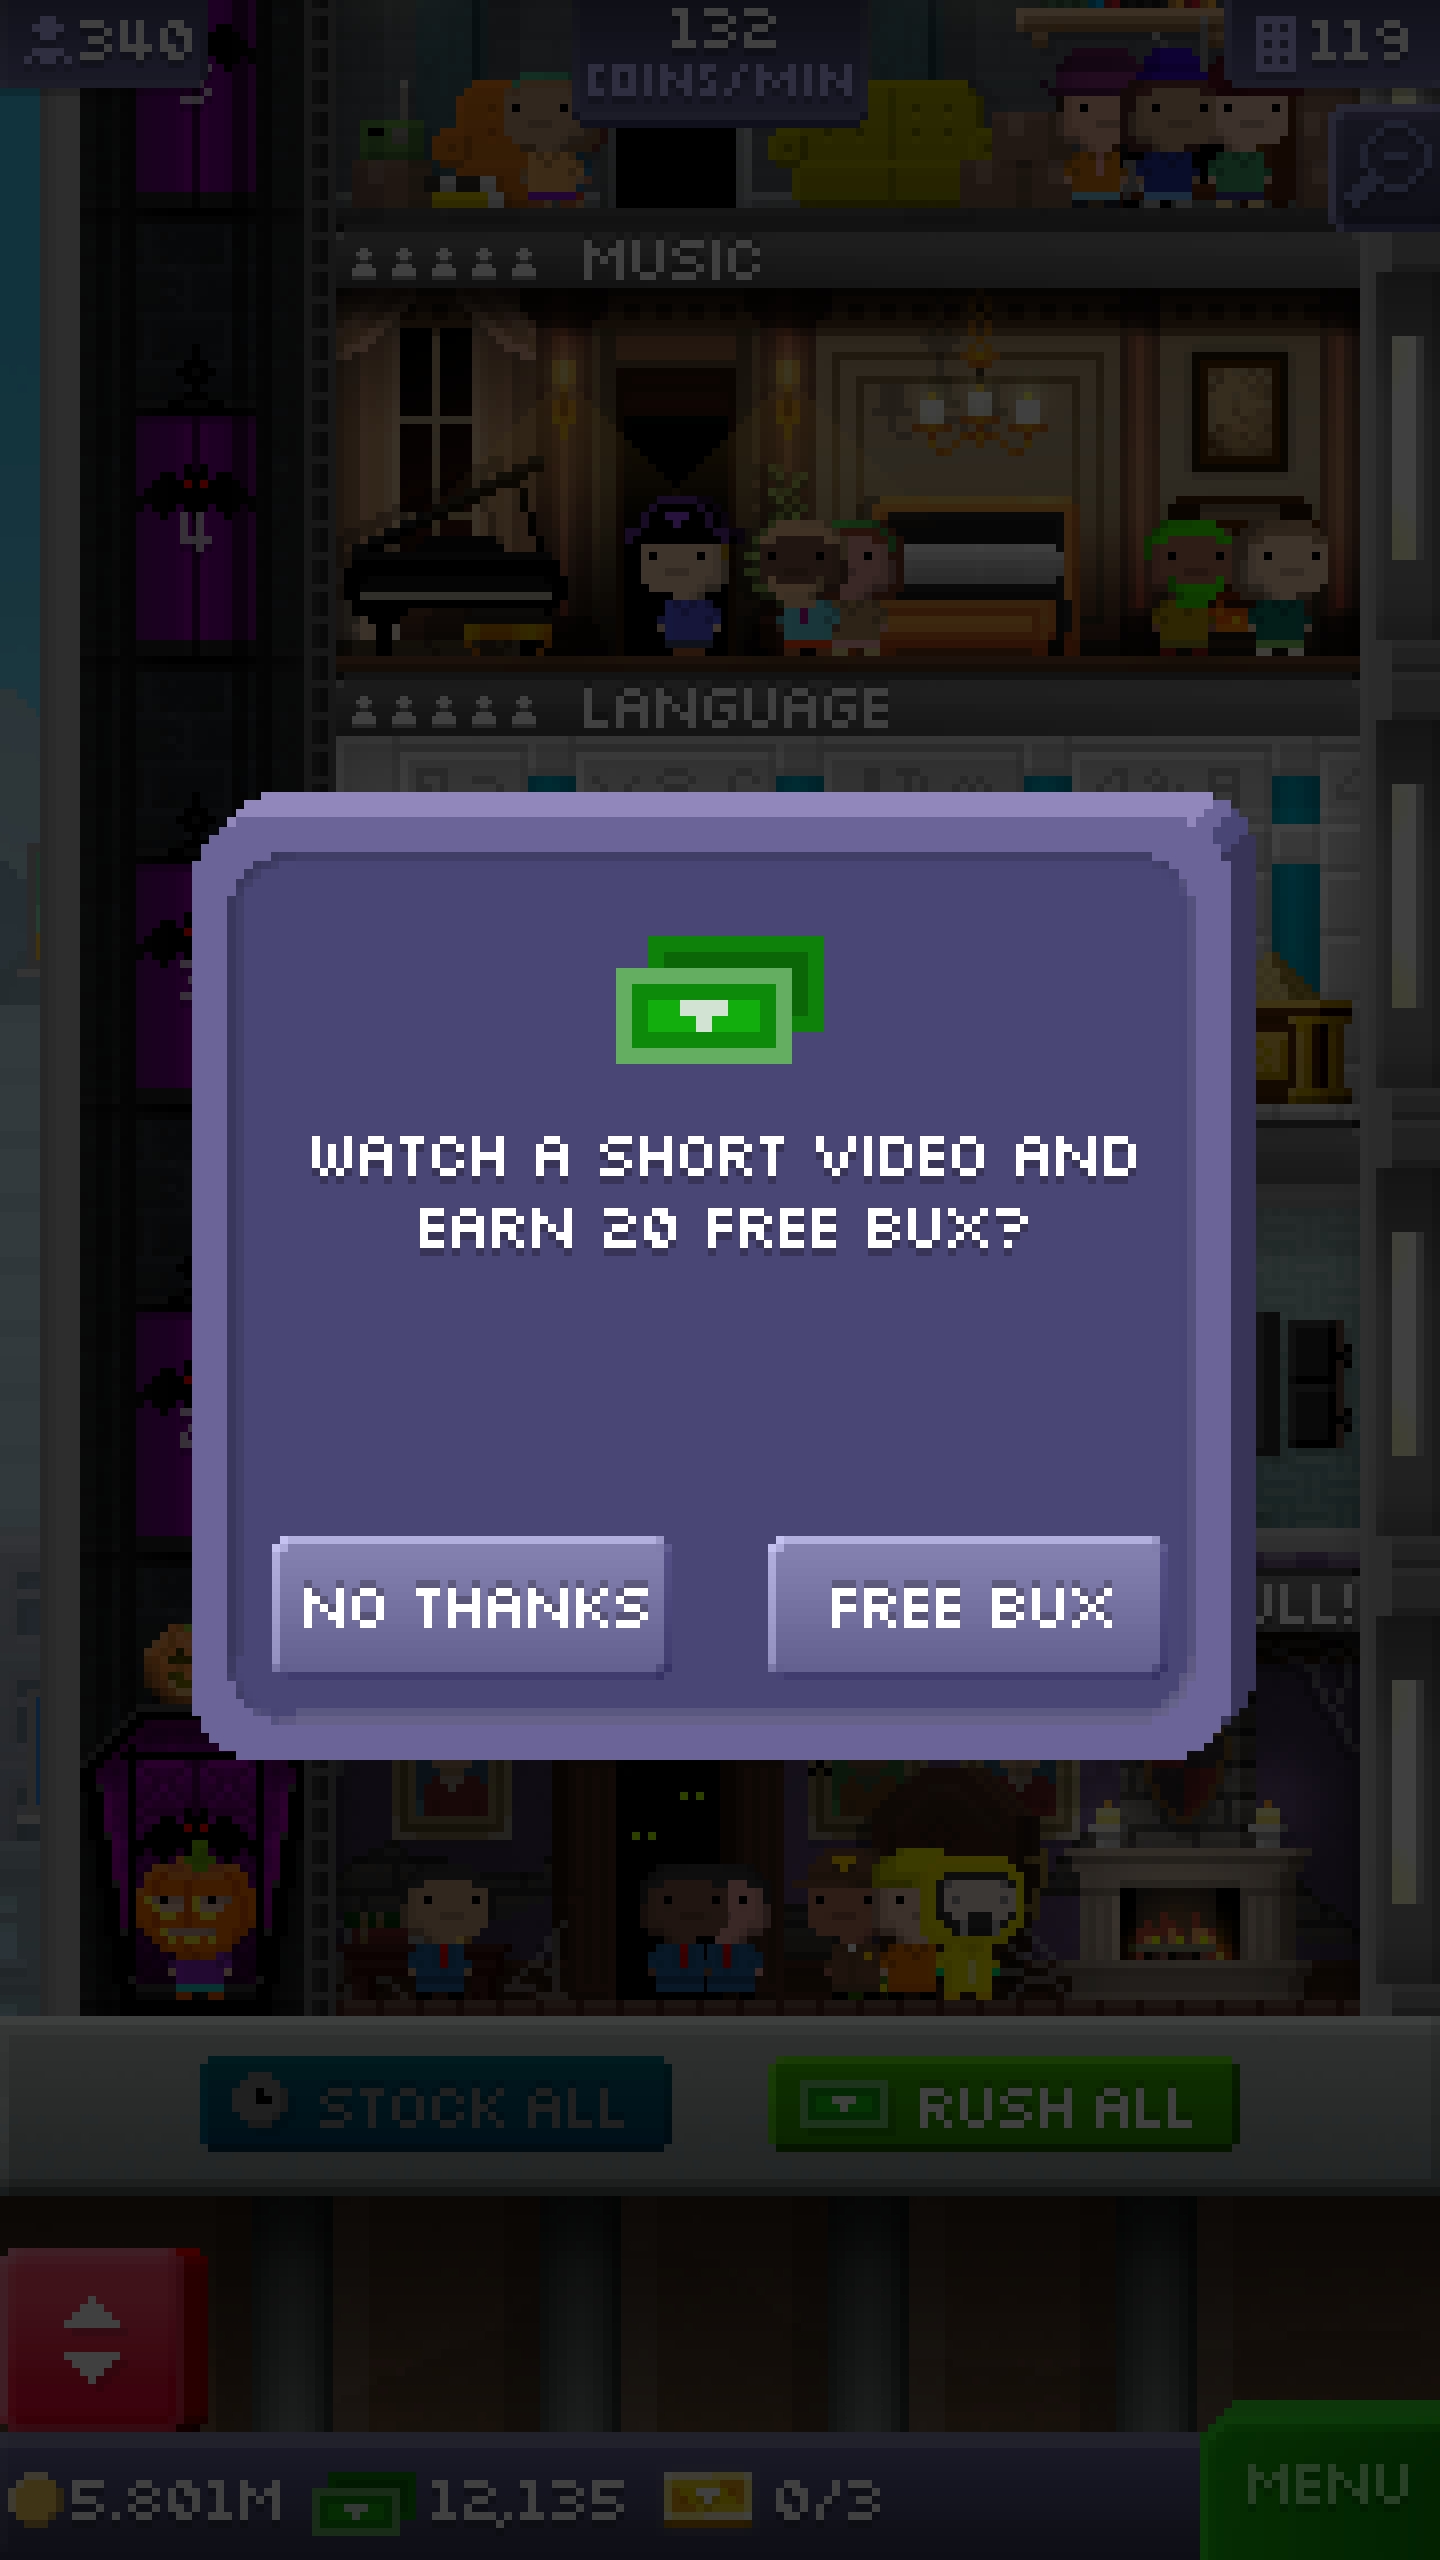 340
132
COINS/MIN
119
MUSIC
4
LANGUAGE
WATCH A SHORT VIDEO AND
EARN 20 FREE BUX?
NO THANKS
FREE BUX
STOCK ALL
RUSH ALL
5.801M
12,135
0/3
MENU